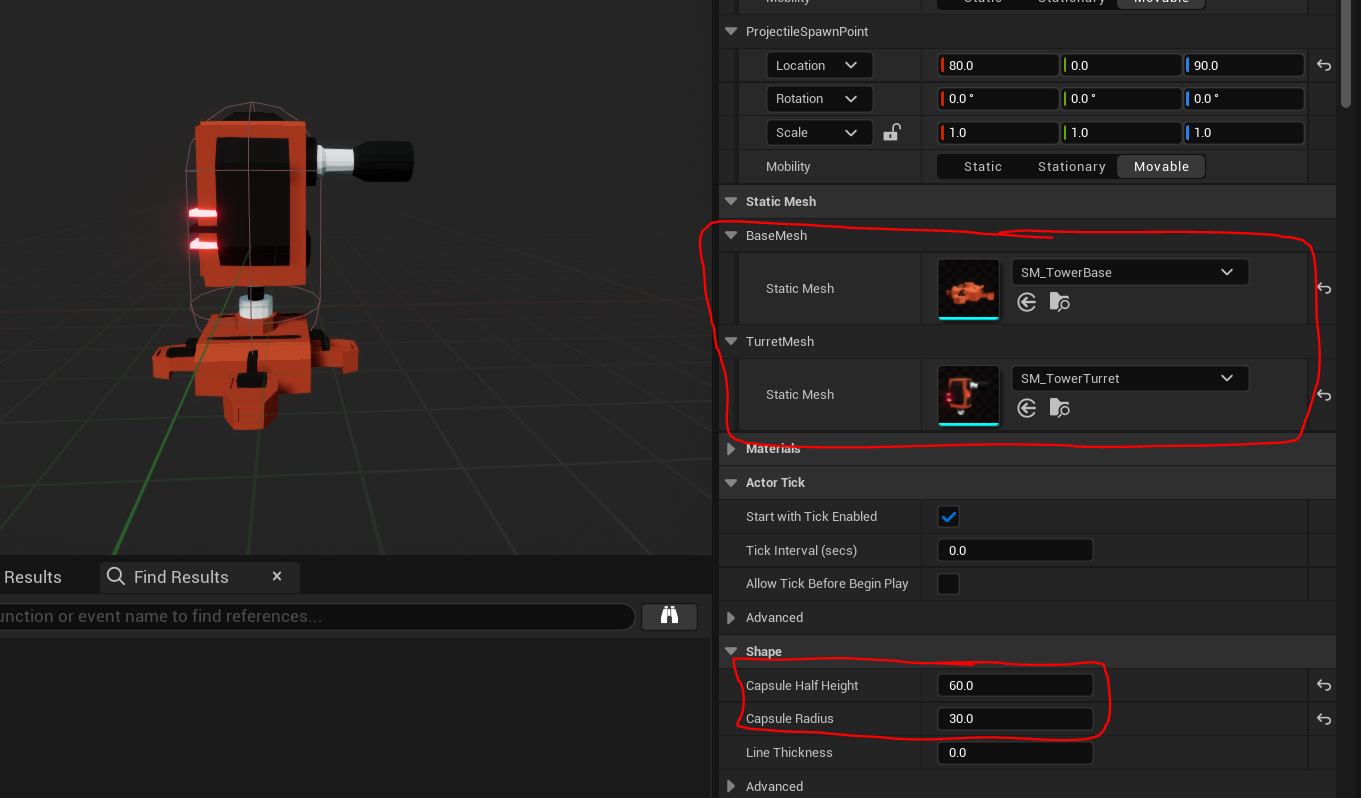 Mobility
Static Stationary Movable
ProjectileSpawnPoint
Location 80.0 0.0 90.0
Rotation 0.0 ° 0.0 ° 0.0 °
Scale 1.0 1.0 1.0
Mobility Static Stationary Movable
Static Mesh
BaseMesh
Static Mesh SM_TowerBase
TurretMesh
Static Mesh SM_TowerTurret
Materials
Actor Tick
Start with Tick Enabled
Tick Interval (secs) 0.0
Allow Tick Before Begin Play
Advanced
Shape
Capsule Half Height 60.0
Capsule Radius 30.0
Line Thickness 0.0
Advanced
Results Find Results ×
unction or event name to find references...